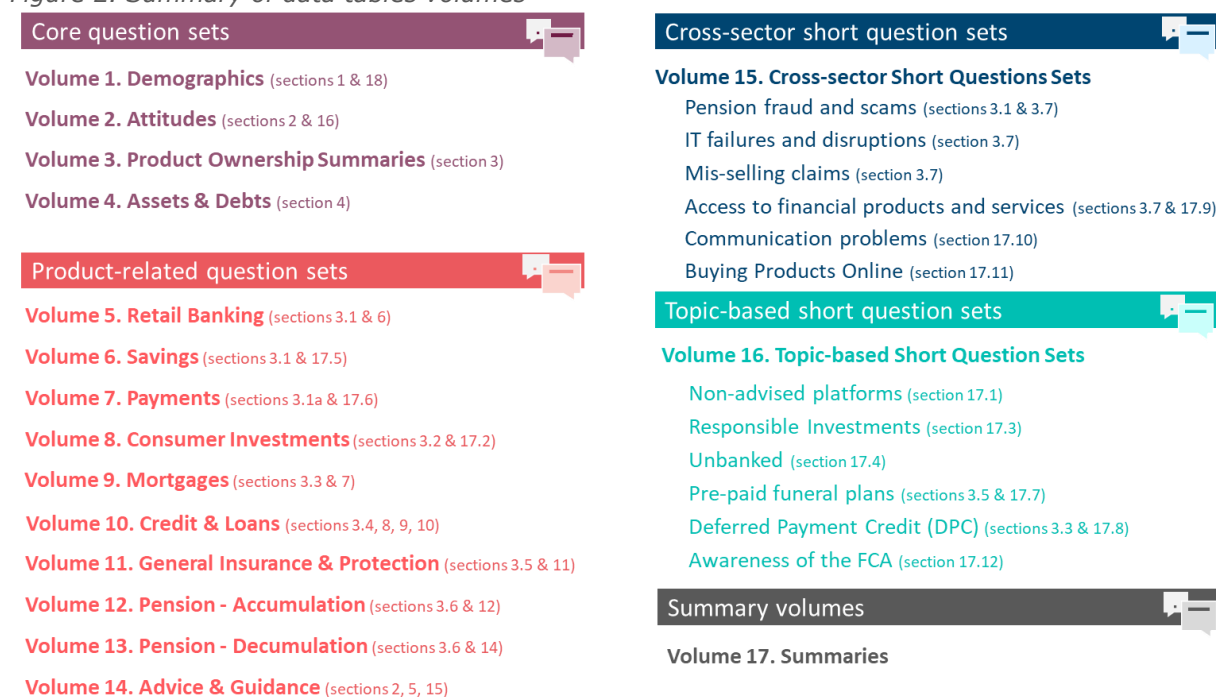 Figure 2: Summary of data tables volumes
Core question sets
Volume 1. Demographics (sections 1 & 18)
Volume 2. Attitudes (sections 2 & 16)
Volume 3. Product Ownership Summaries (section 3)
Volume 4. Assets & Debts (section 4)
Product-related question sets
Volume 5. Retail Banking (sections 3.1 & 6)
Volume 6. Savings (sections 3.1 & 17.5)
Volume 7. Payments (sections 3.1a & 17.6)
Volume 8. Consumer Investments (sections 3.2 & 17.2)
Volume 9. Mortgages (sections 3.3 & 7)
Volume 10. Credit & Loans (sections 3.4, 8, 9, 10)
Volume 11. General Insurance & Protection (sections 3.5 & 11)
Volume 12. Pension - Accumulation (sections 3.6 & 12)
Volume 13. Pension - Decumulation (sections 3.6 & 14)
Volume 14. Advice & Guidance (sections 2, 5, 15)
Cross-sector short question sets
Volume 15. Cross-sector Short Questions Sets
Pension fraud and scams (sections 3.1 & 3.7)
IT failures and disruptions (section 3.7)
Mis-selling claims (section 3.7)
Access to financial products and services (sections 3.7 & 17.9)
Communication problems (section 17.10)
Buying Products Online (section 17.11)
Topic-based short question sets
Volume 16. Topic-based Short Question Sets
Non-advised platforms (section 17.1)
Responsible Investments (section 17.3)
Unbanked (section 17.4)
Pre-paid funeral plans (sections 3.5 & 17.7)
Deferred Payment Credit (DPC) (sections 3.3 & 17.8)
Awareness of the FCA (section 17.12)
Summary volumes
Volume 17. Summaries